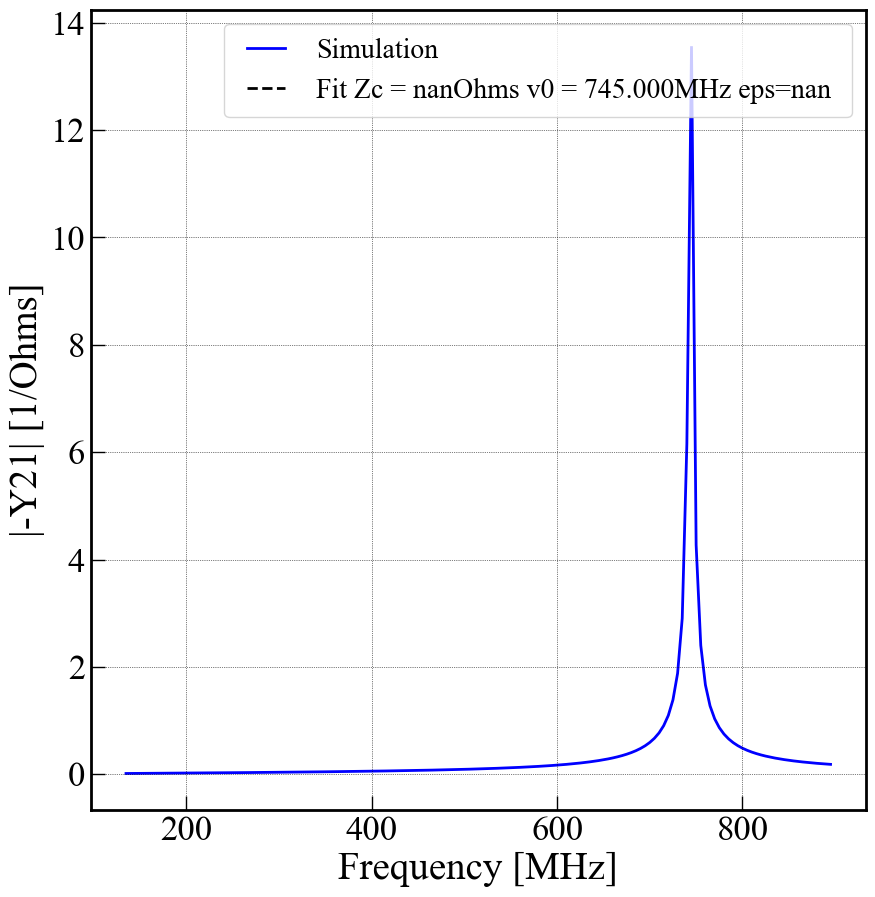 14
Simulation
Fit Zc = nanOhms v0 = 745.000MHz eps=nan
12
10
8
6
4
2
0
|-Y21| [1/Ohms]
200 400 600 800
Frequency [MHz]